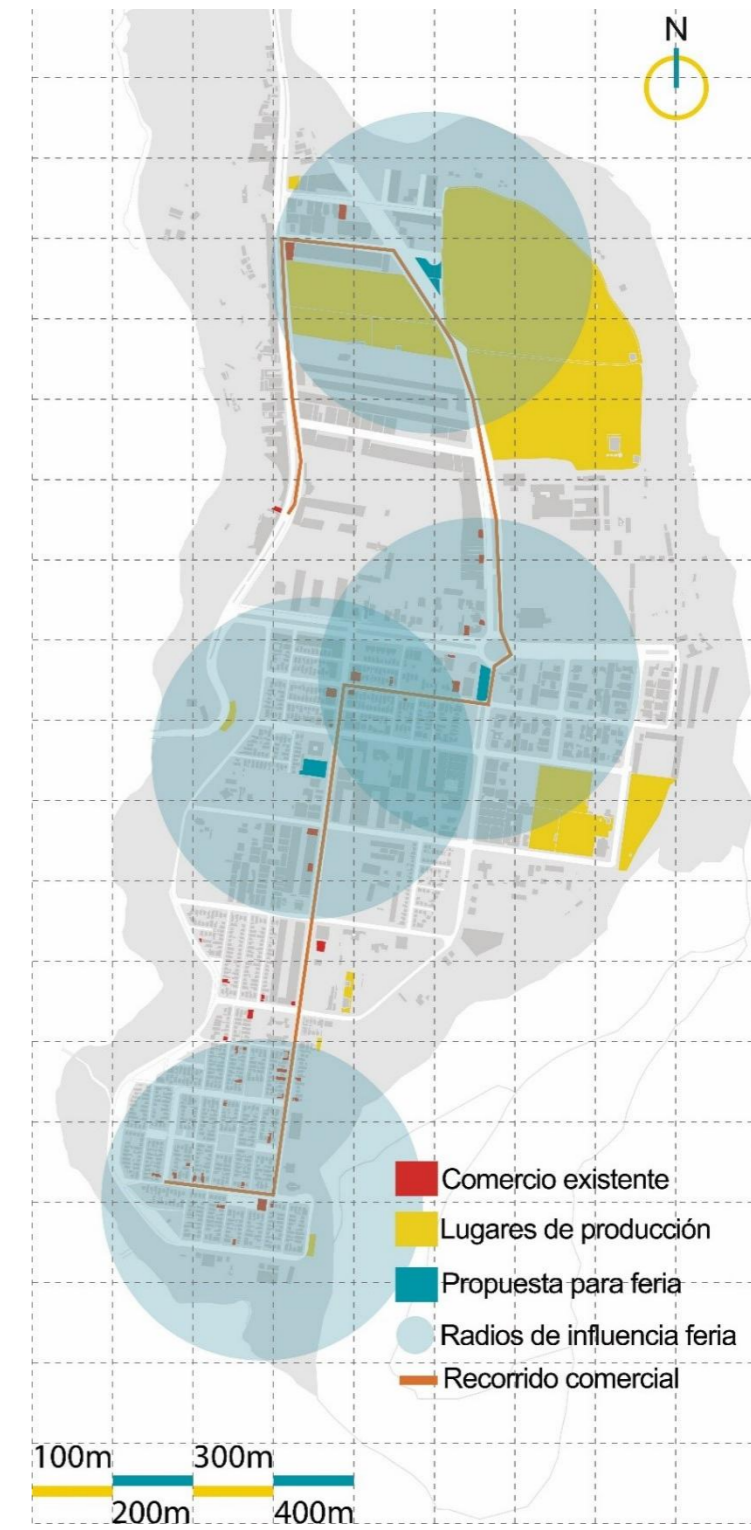 N
Comercio existente
Lugares de producción
Propuesta para feria
Radios de influencia feria
Recorrido comercial
100m 300m
200m 400m